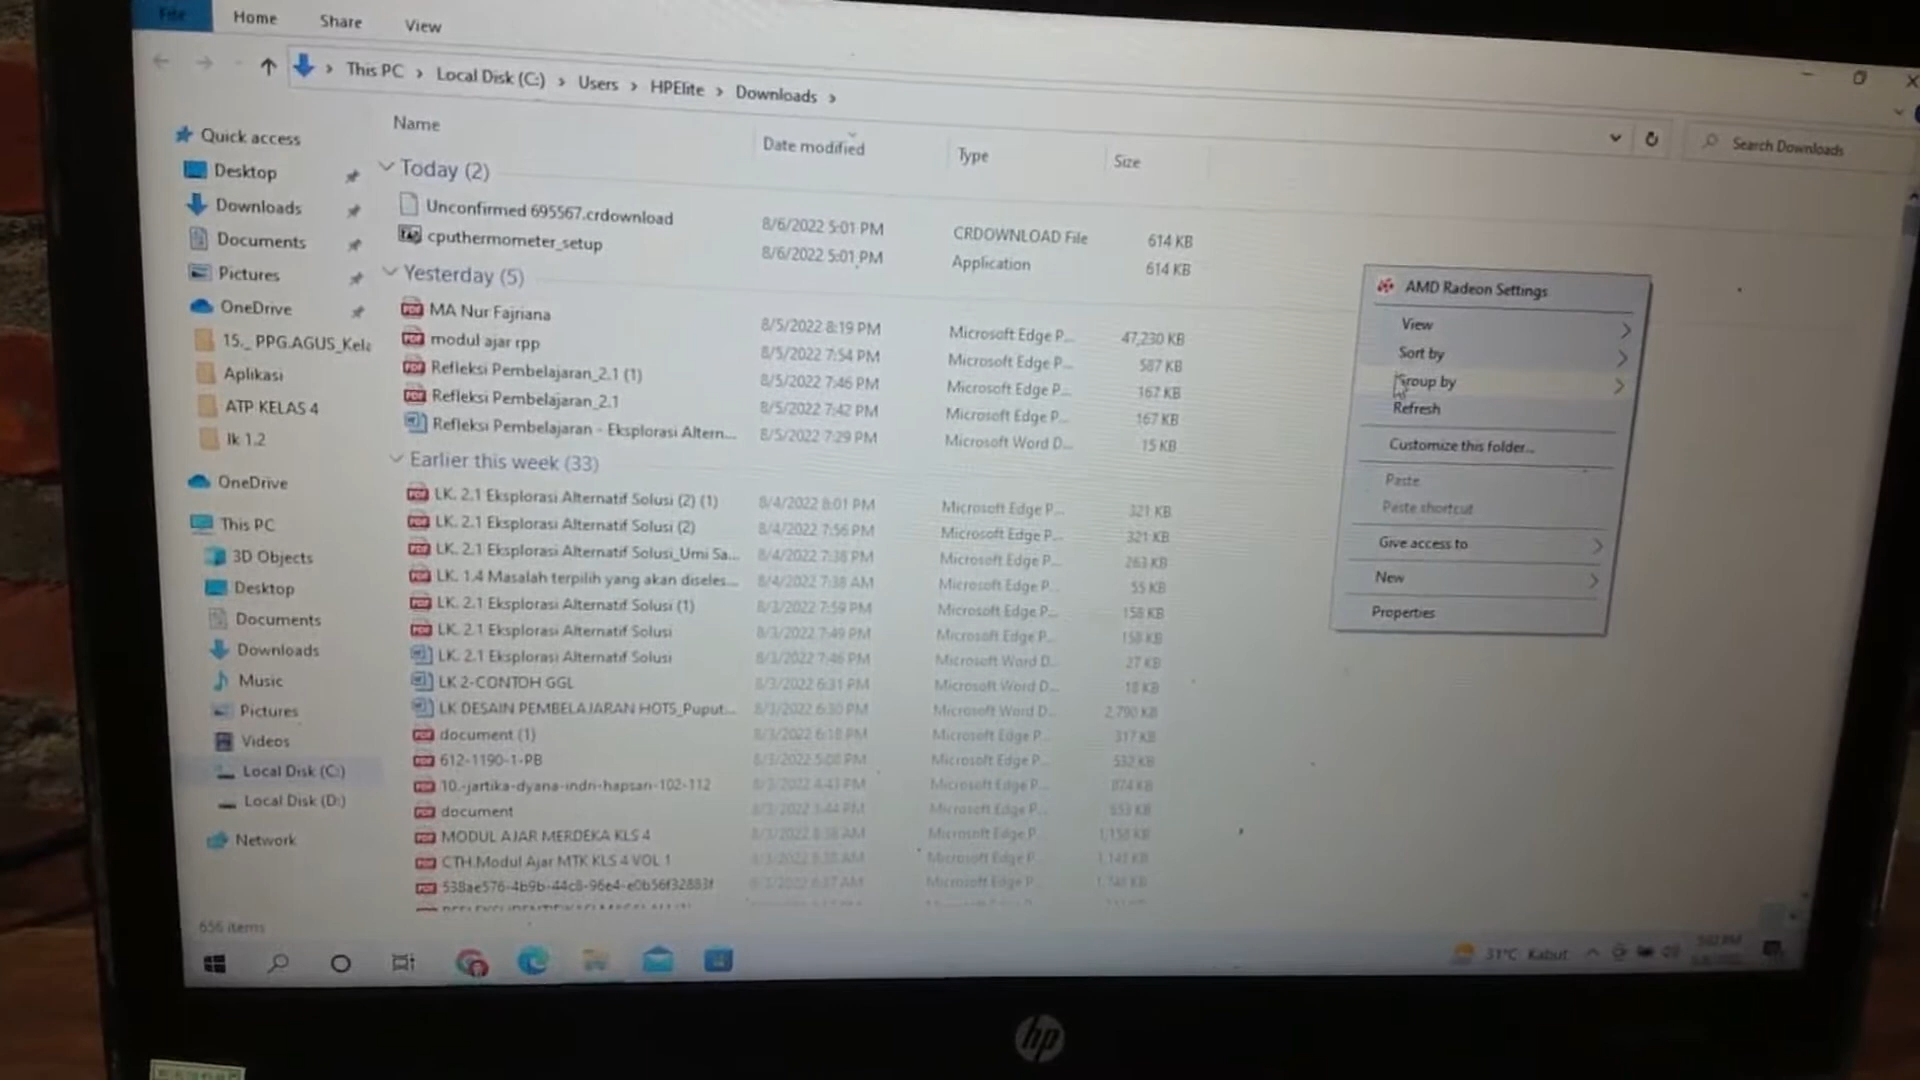 File Home Share View
This PC > Local Disk (C:) > Users > HPElite > Downloads >
Search Downloads
Name Date modified Type Size
Quick access
Desktop
Downloads
Documents
Pictures
OneDrive
15._ PPG.AGUS_Kela
Aplikasi
ATP KELAS 4
lk 1.2
OneDrive
This PC
3D Objects
Desktop
Documents
Downloads
Music
Pictures
Videos
Local Disk (C:)
Local Disk (D:)
Network
Today (2)
Unconfirmed 695567.crdownload 8/6/2022 5:01 PM CRDOWNLOAD File 614 KB
cputhermometer_setup 8/6/2022 5:01 PM Application 614 KB
Yesterday (5)
MA Nur Fajriana 8/5/2022 8:19 PM Microsoft Edge P... 47,230 KB
modul ajar rpp 8/5/2022 7:54 PM Microsoft Edge P... 587 KB
Refleksi Pembelajaran_2.1 (1) 8/5/2022 7:46 PM Microsoft Edge P... 167 KB
Refleksi Pembelajaran_2.1 8/5/2022 7:42 PM Microsoft Edge P... 167 KB
Refleksi Pembelajaran - Eksplorasi Altern... 8/5/2022 7:29 PM Microsoft Word D... 15 KB
Earlier this week (33)
LK. 2.1 Eksplorasi Alternatif Solusi (2) (1) 8/4/2022 8:01 PM Microsoft Edge P... 321 KB
LK. 2.1 Eksplorasi Alternatif Solusi (2) 8/4/2022 7:56 PM Microsoft Edge P... 321 KB
LK. 2.1 Eksplorasi Alternatif Solusi_Umi Sa... 8/4/2022 7:38 PM Microsoft Edge P... 263 KB
LK. 1.4 Masalah terpilih yang akan diseles... 8/4/2022 7:38 AM Microsoft Edge P... 55 KB
LK. 2.1 Eksplorasi Alternatif Solusi (1) 8/3/2022 7:59 PM Microsoft Edge P... 158 KB
LK. 2.1 Eksplorasi Alternatif Solusi 8/3/2022 7:49 PM Microsoft Edge P... 158 KB
LK. 2.1 Eksplorasi Alternatif Solusi 8/3/2022 7:46 PM Microsoft Word D... 27 KB
LK 2-CONTOH GGL 8/3/2022 6:31 PM Microsoft Word D... 18 KB
LK DESAIN PEMBELAJARAN HOTS_Puput... 8/3/2022 6:30 PM Microsoft Word D... 2,790 KB
document (1) 8/3/2022 6:18 PM Microsoft Edge P... 317 KB
612-1190-1-PB 8/3/2022 5:08 PM Microsoft Edge P... 532 KB
10.-jartika-dyana-indri-hapsari-102-112 8/3/2022 4:43 PM Microsoft Edge P... 874 KB
document 8/3/2022 3:44 PM Microsoft Edge P... 653 KB
MODUL AJAR MERDEKA KLS 4 8/3/2022 8:38 AM Microsoft Edge P... 1,158 KB
CTH.Modul Ajar MTK KLS 4 VOL 1 Microsoft Edge P...
538ae576-4b9b-44c8-96e4-e0b56f32883f Microsoft Edge P...
656 items
AMD Radeon Settings
View
Sort by
Group by
Refresh
Customize this folder...
Paste
Paste shortcut
Give access to
New
Properties
31°C Kabut
hp